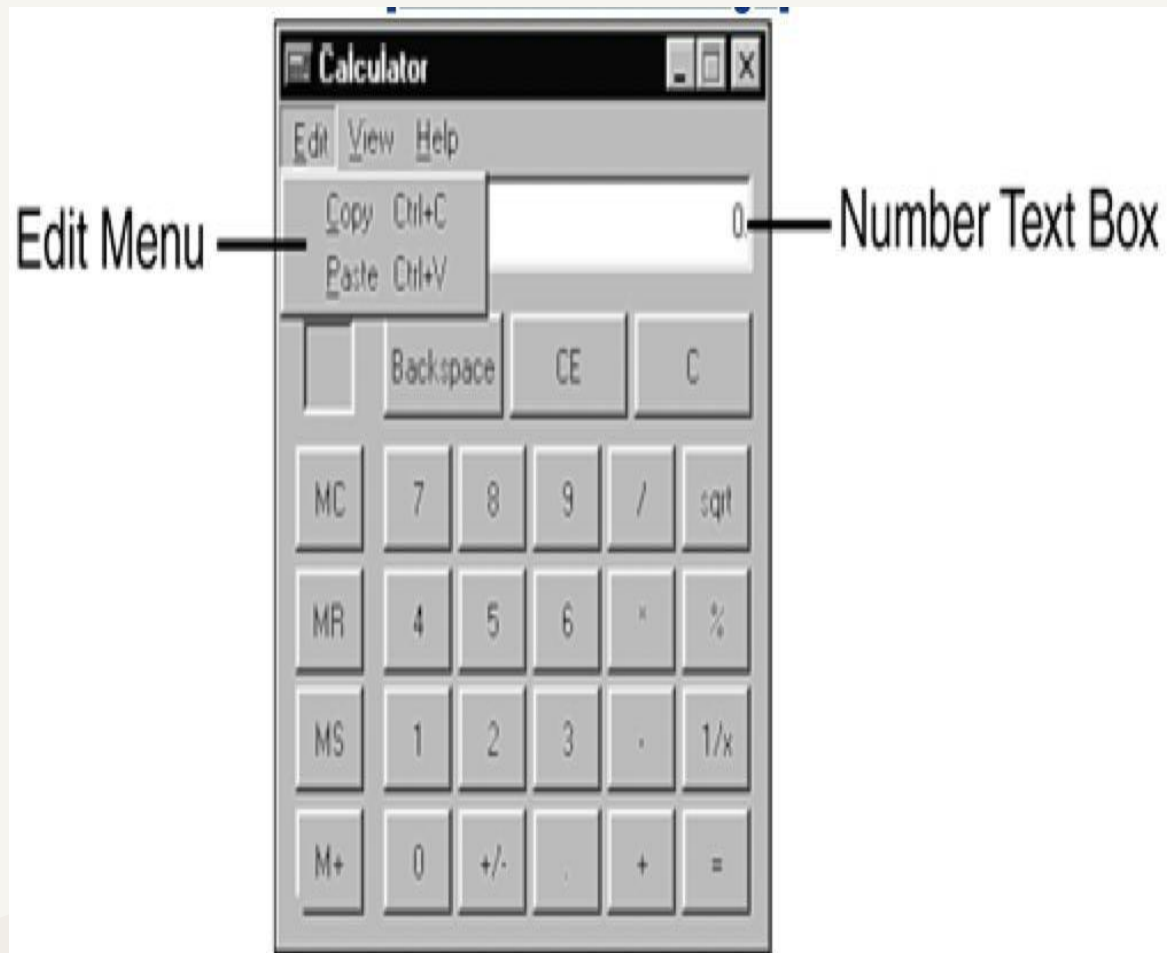 Calculator
Edit View Help
Edit Menu
Copy Ctrl+C
Paste Ctrl+V
0.
Number Text Box
Backspace CE C
MC 7 8 9 / sqrt
MR 4 5 6 * %
MS 1 2 3 - 1/x
M+ 0 +/- . + =